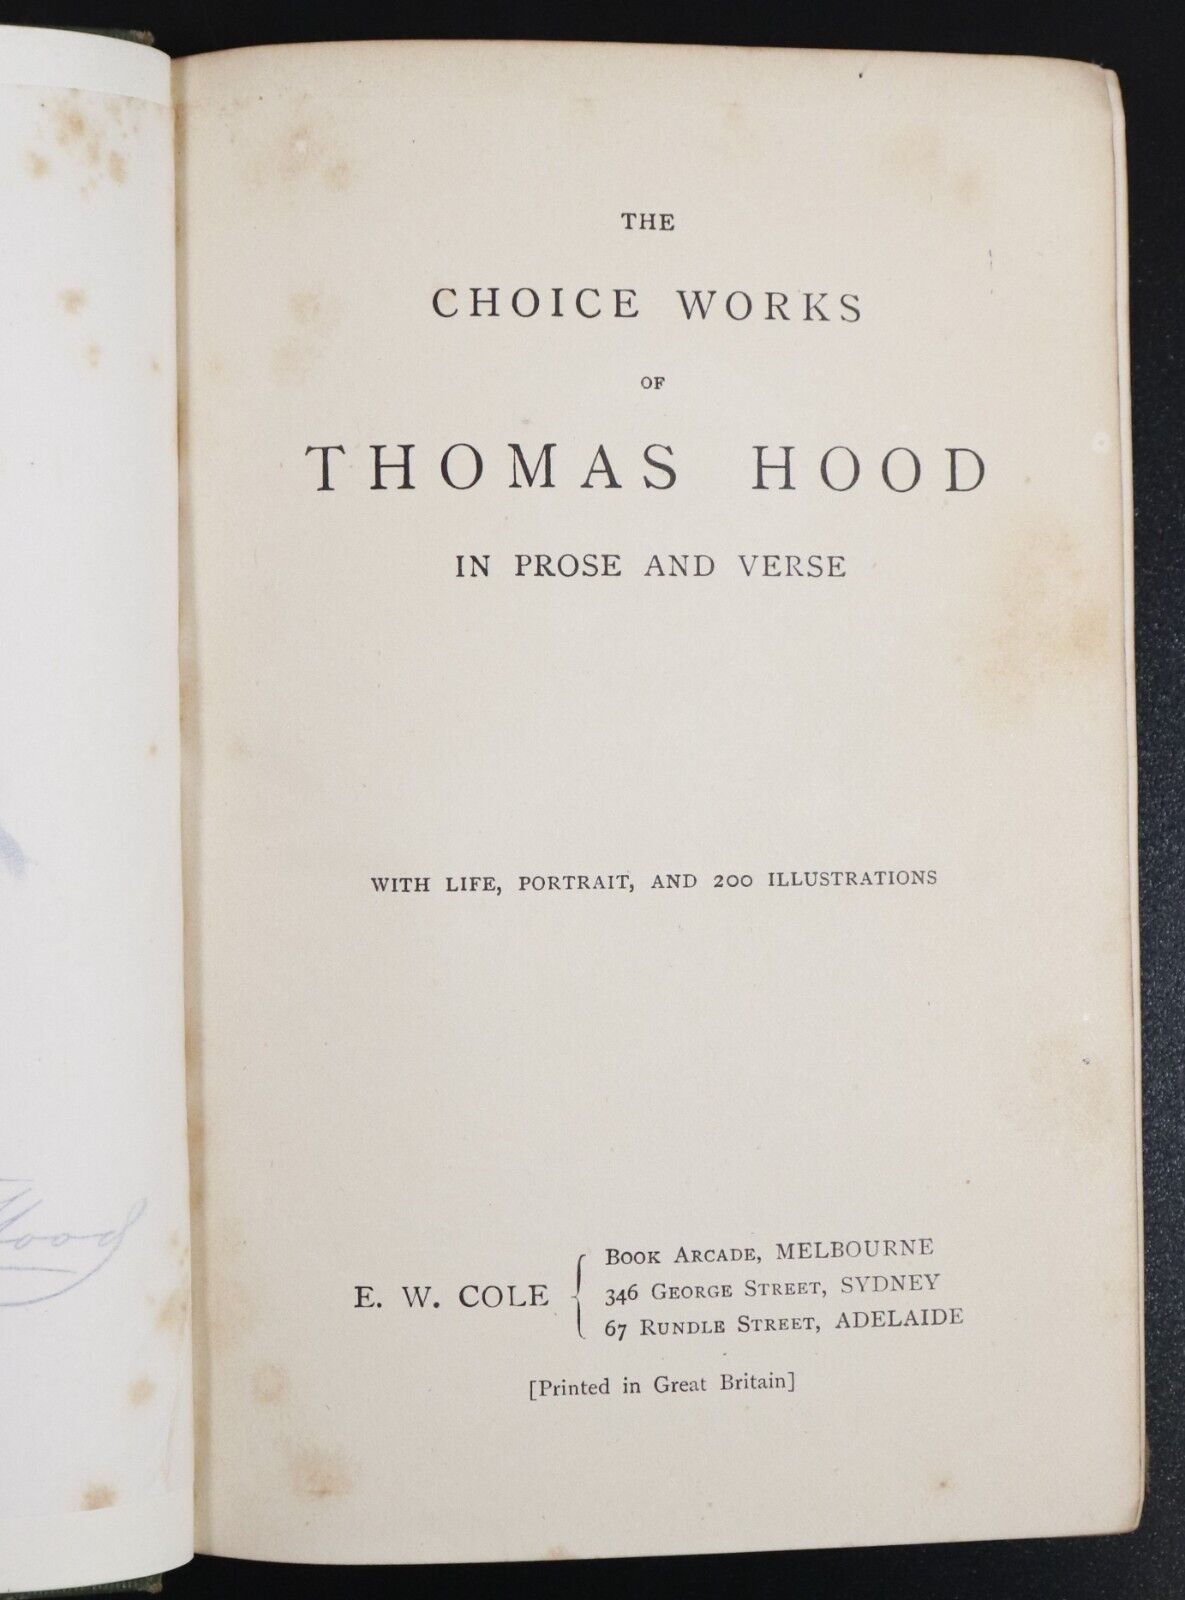 THE
CHOICE WORKS
OF
THOMAS HOOD
IN PROSE AND VERSE
WITH LIFE, PORTRAIT, AND 200 ILLUSTRATIONS
E. W. COLE
BOOK ARCADE, MELBOURNE
346 GEORGE STREET, SYDNEY
67 RUNDLE STREET, ADELAIDE
[Printed in Great Britain]
Hood